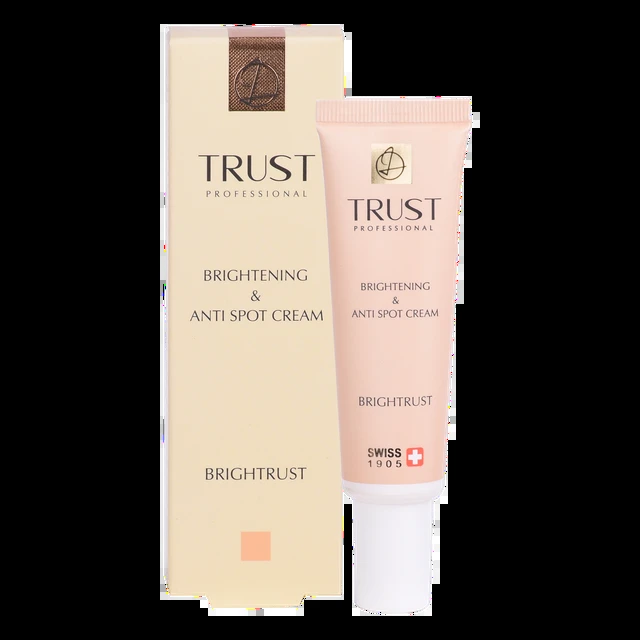 TRUST
PROFESSIONAL
BRIGHTENING
&
ANTI SPOT CREAM
BRIGHTRUST
TRUST
PROFESSIONAL
BRIGHTENING
&
ANTI SPOT CREAM
BRIGHTRUST
SWISS
1905